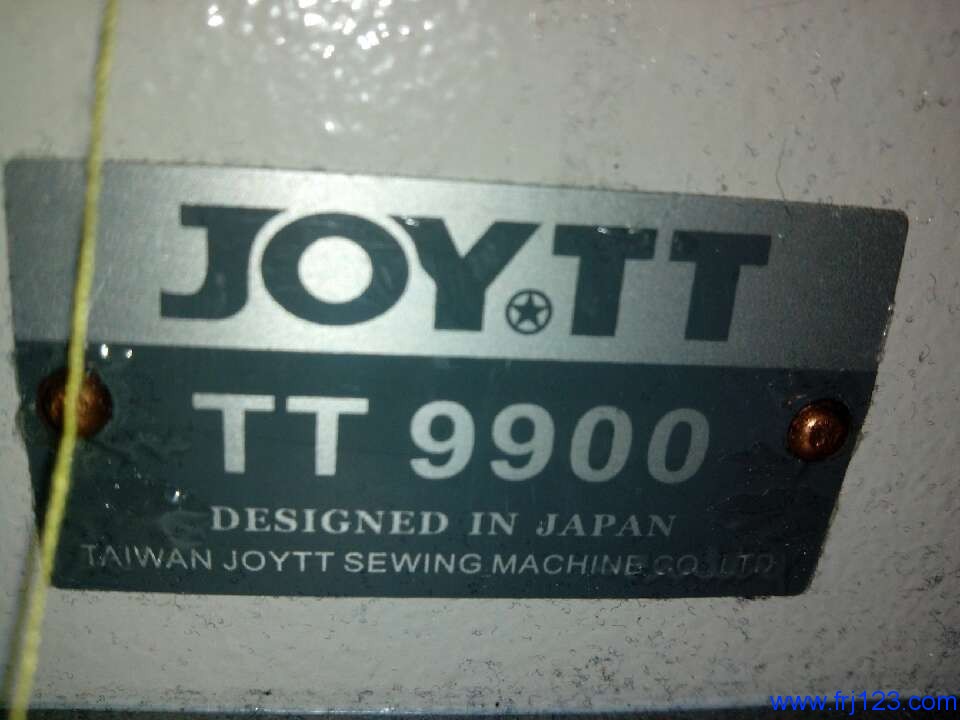 JOY.TT
TT 9900
DESIGNED IN JAPAN
TAIWAN JOYTT SEWING MACHINE CO.,LTD
www.frj123.com